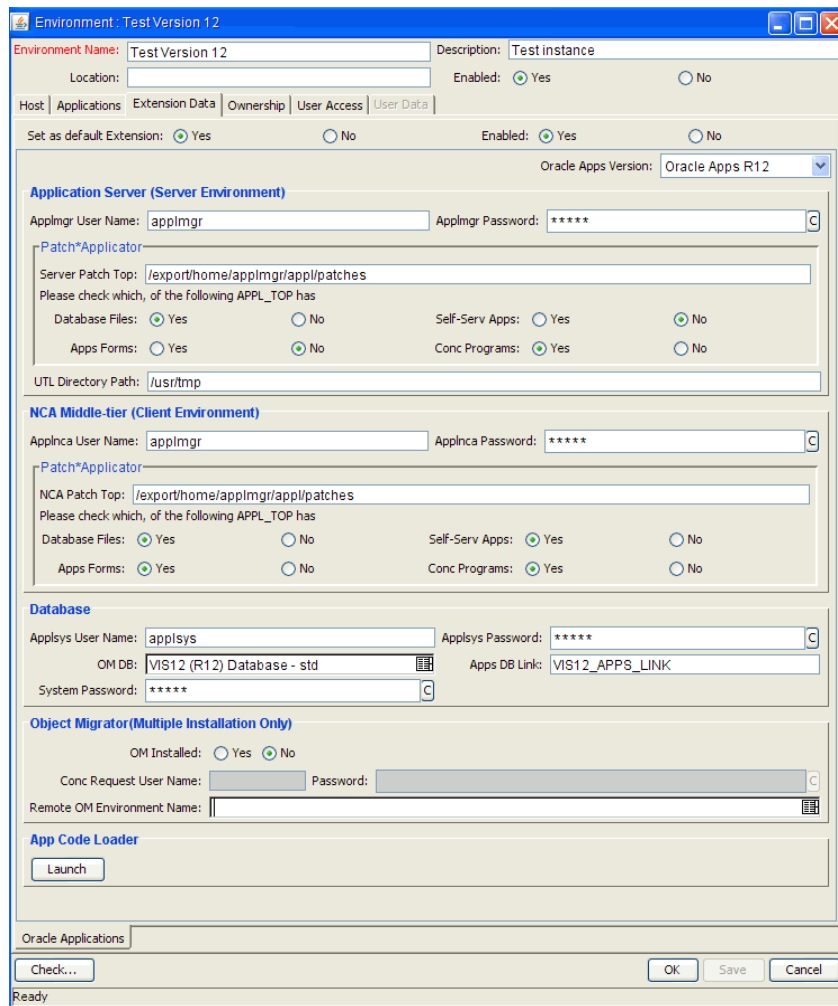 Environment : Test Version 12
Environment Name: Test Version 12 Description: Test instance
Location: Enabled: Yes No
Host Applications Extension Data Ownership User Access User Data
Set as default Extension: Yes No Enabled: Yes No
Oracle Apps Version: Oracle Apps R12
Application Server (Server Environment)
Applmgr User Name: applmgr Applmgr Password: ***** C
Patch*Applicator
Server Patch Top: /export/home/applmgr/appl/patches
Please check which, of the following APPL_TOP has
Database Files: Yes No Self-Serv Apps: Yes No
Apps Forms: Yes No Conc Programs: Yes No
UTL Directory Path: /usr/tmp
NCA Middle-tier (Client Environment)
Applnca User Name: applmgr Applnca Password: ***** C
Patch*Applicator
NCA Patch Top: /export/home/applmgr/appl/patches
Please check which, of the following APPL_TOP has
Database Files: Yes No Self-Serv Apps: Yes No
Apps Forms: Yes No Conc Programs: Yes No
Database
Applsys User Name: applsys Applsys Password: ***** C
OM DB: VIS12 (R12) Database - std Apps DB Link: VIS12_APPS_LINK
System Password: ***** C
Object Migrator(Multiple Installation Only)
OM Installed: Yes No
Conc Request User Name: Password: C
Remote OM Environment Name:
App Code Loader
Launch
Oracle Applications
Check... OK Save Cancel
Ready